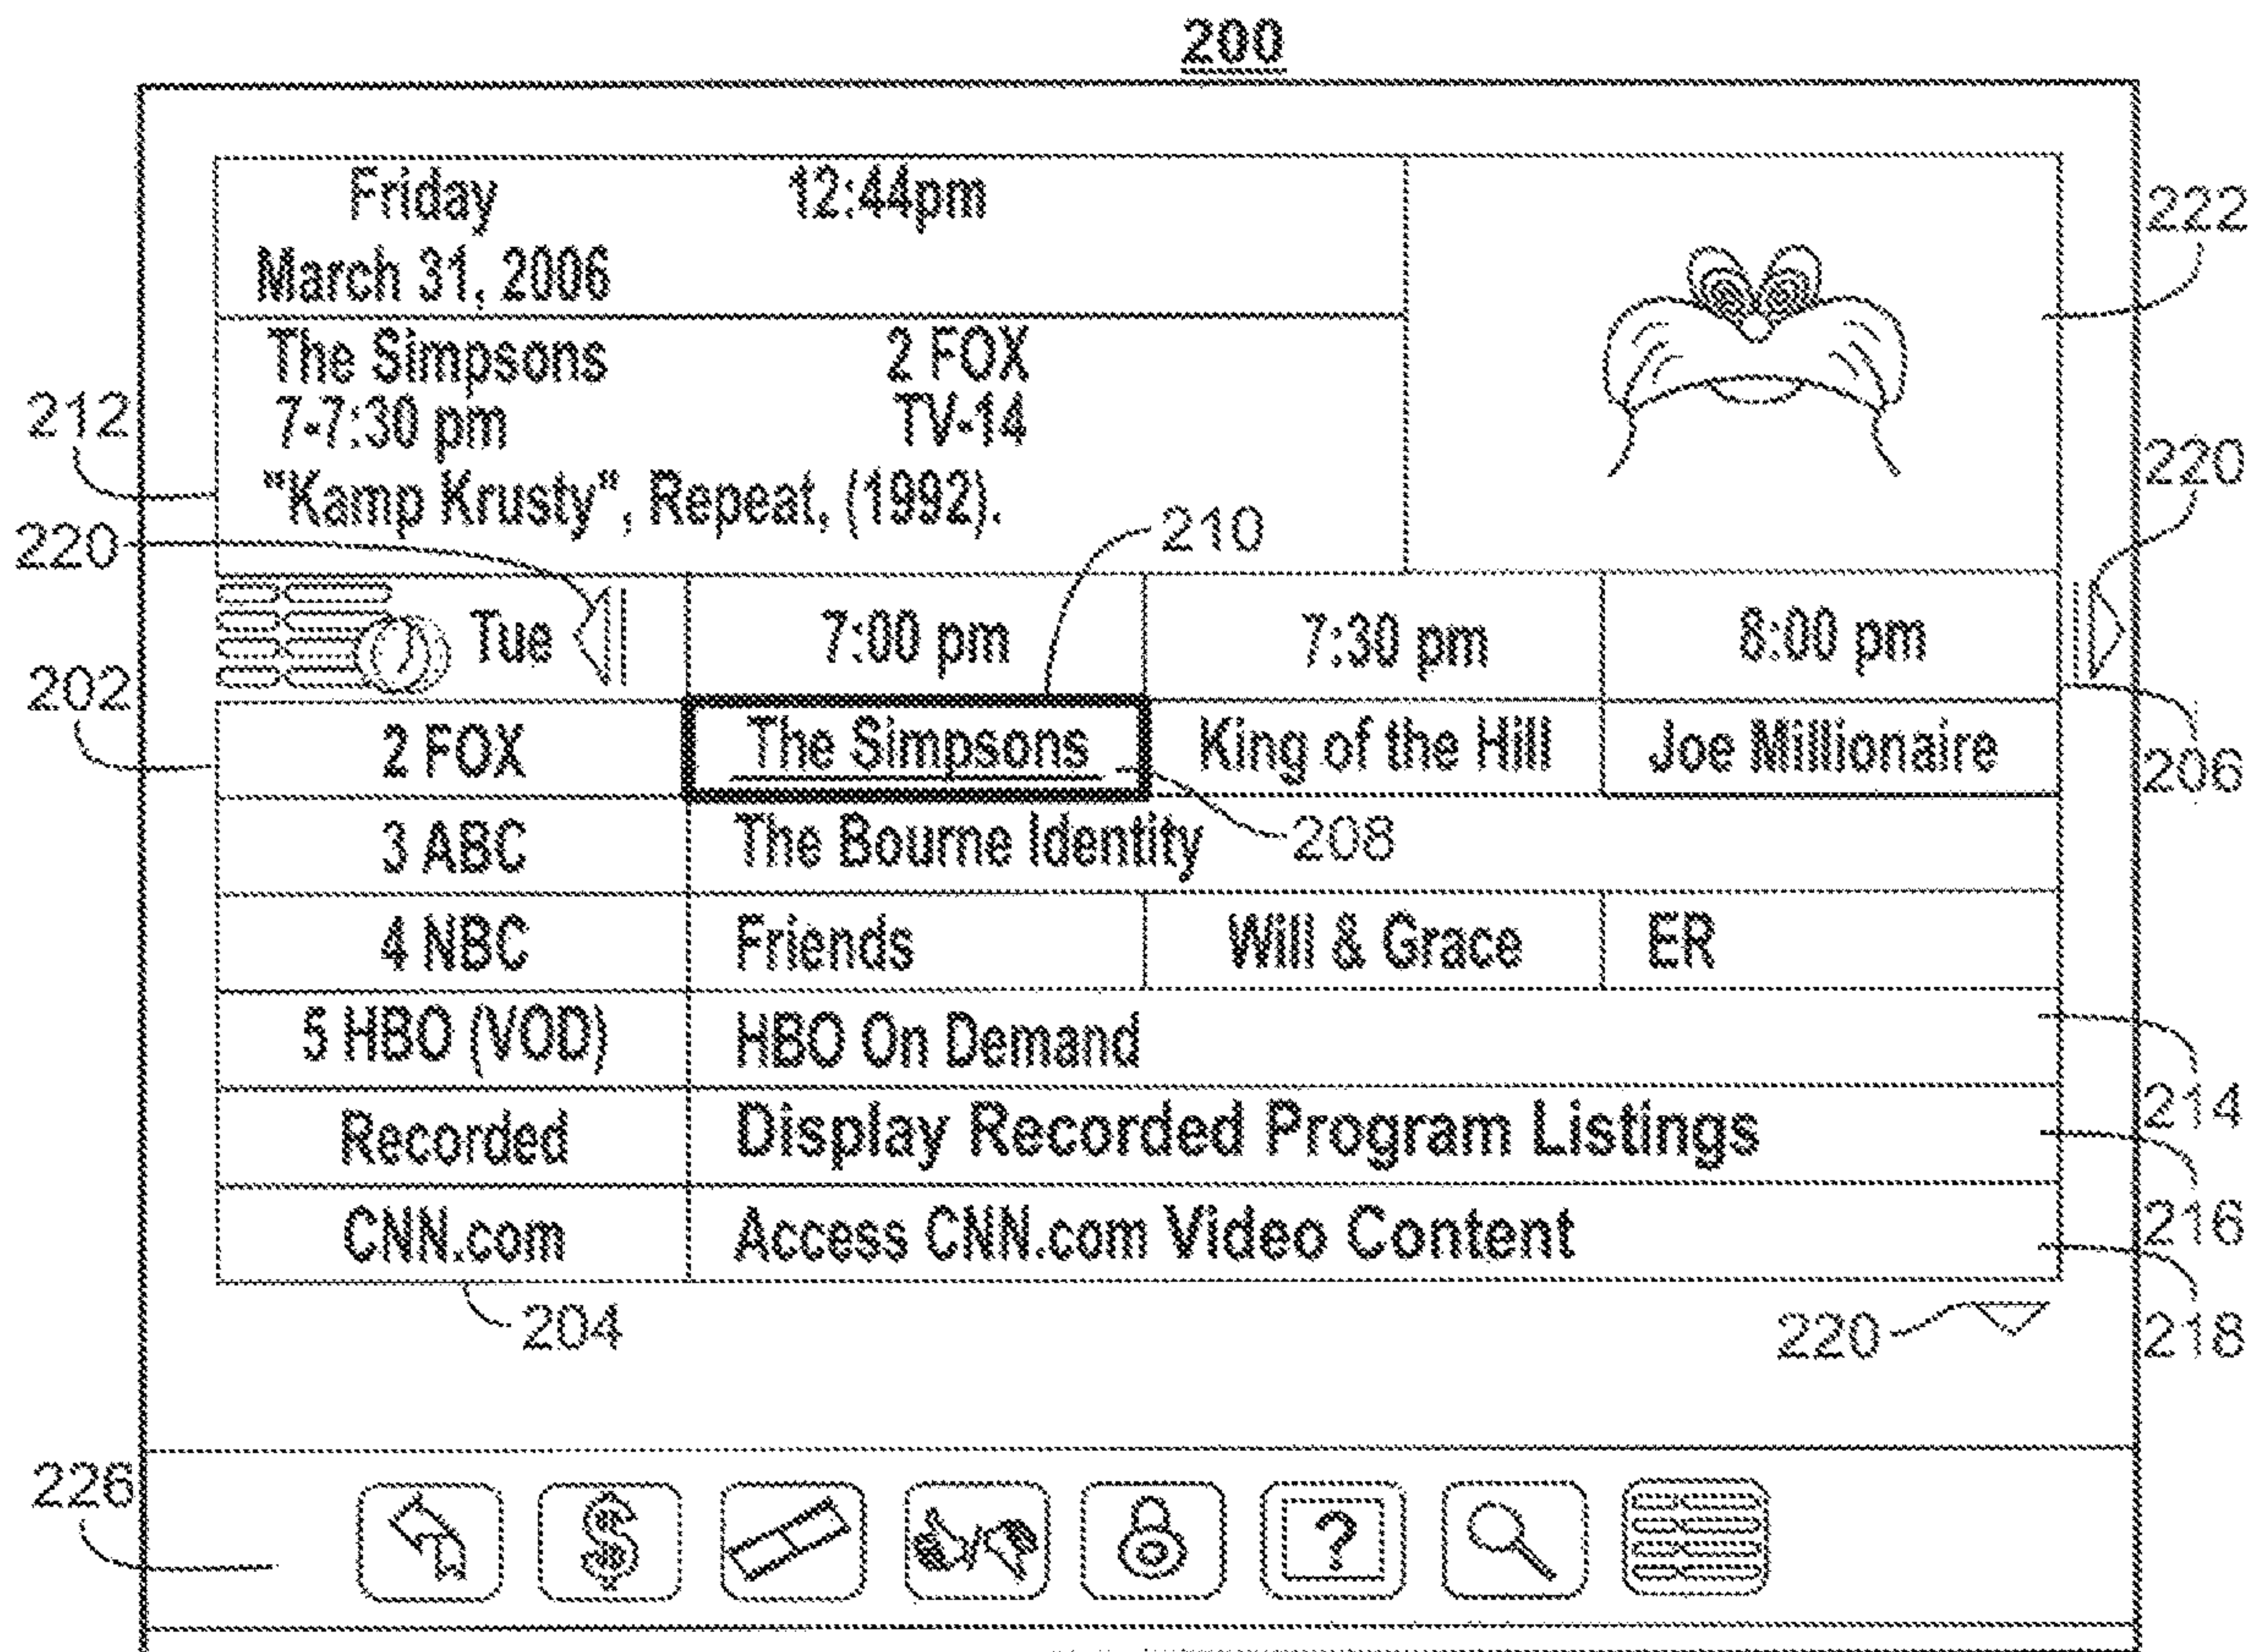 200
Friday 12:44pm
March 31, 2006
222
The Simpsons 2 FOX
212
7-7:30 pm TV-14
220
"Kamp Krusty", Repeat, (1992).
210
220
Tue 7:00 pm 7:30 pm 8:00 pm
202
2 FOX The Simpsons King of the Hill Joe Millionaire
206
3 ABC The Bourne Identity 208
4 NBC Friends Will & Grace ER
5 HBO (VOD) HBO On Demand
214
Recorded Display Recorded Program Listings
216
CNN.com Access CNN.com Video Content
204
220
218
226
$ / ?